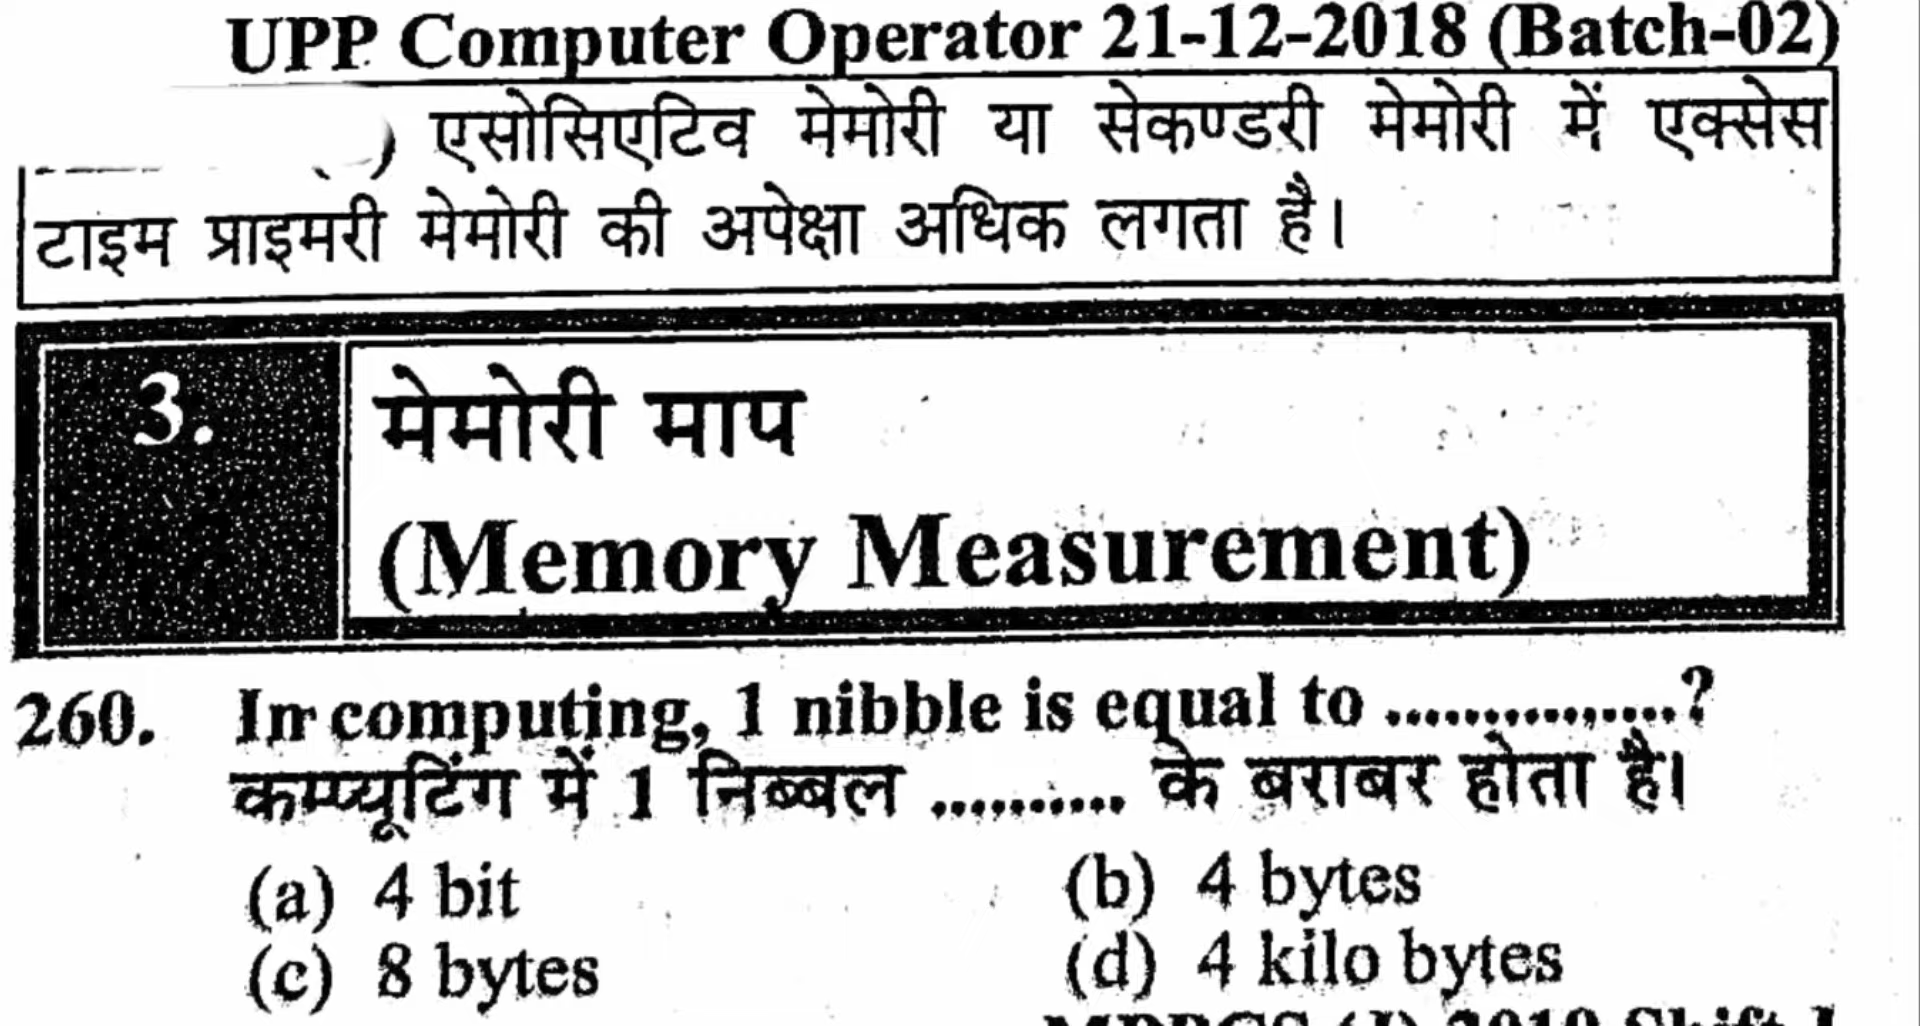 UPP Computer Operator 21-12-2018 (Batch-02)
) एसोसिएटिव मेमोरी या सेकण्डरी मेमोरी में एक्सेस
टाइम प्राइमरी मेमोरी की अपेक्षा अधिक लगता है।
3.
मेमोरी माप
(Memory Measurement)
260. In computing, 1 nibble is equal to ...............?
कम्प्यूटिंग में 1 निब्बल .......... के बराबर होता है।
(a) 4 bit (b) 4 bytes
(c) 8 bytes (d) 4 kilo bytes